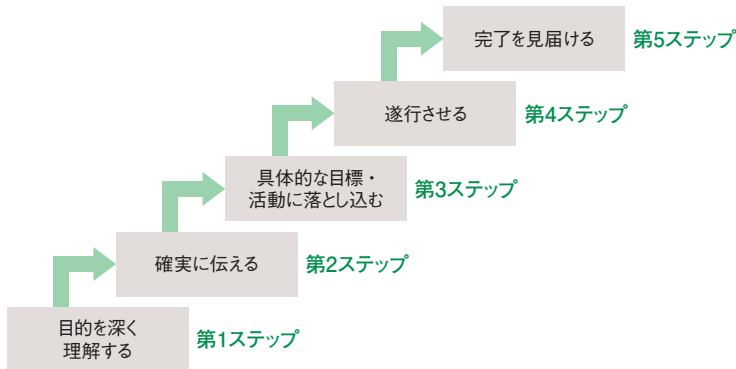 完了を見届ける
第5ステップ
遂行させる
第4ステップ
具体的な目標・
活動に落とし込む
第3ステップ
確実に伝える
第2ステップ
目的を深く
理解する
第1ステップ